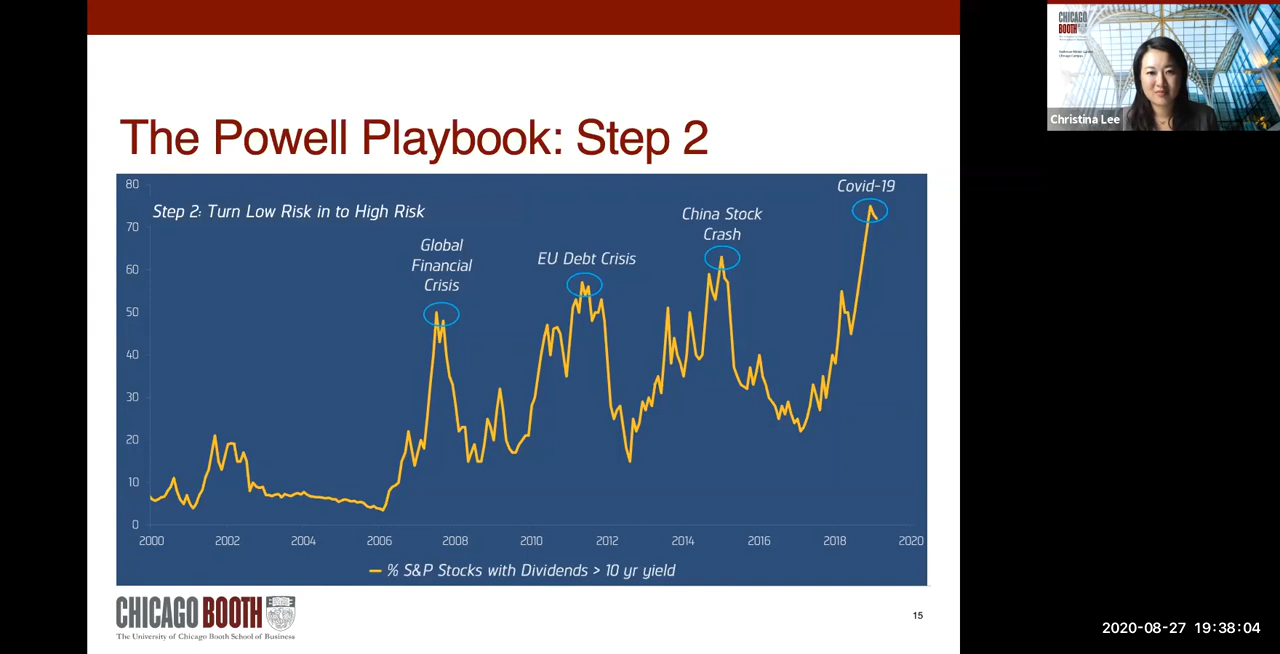 The Powell Playbook: Step 2
Step 2: Turn Low Risk in to High Risk
Global
Financial
Crisis
EU Debt Crisis
China Stock
Crash
Covid-19
80
70
60
50
40
30
20
10
0
2000
2002
2004
2006
2008
2010
2012
2014
2016
2018
2020
% S&P Stocks with Dividends > 10 yr yield
CHICAGO BOOTH
The University of Chicago Booth School of Business
15
CHICAGO
BOOTH
Christina Lee
2020-08-27 19:38:04